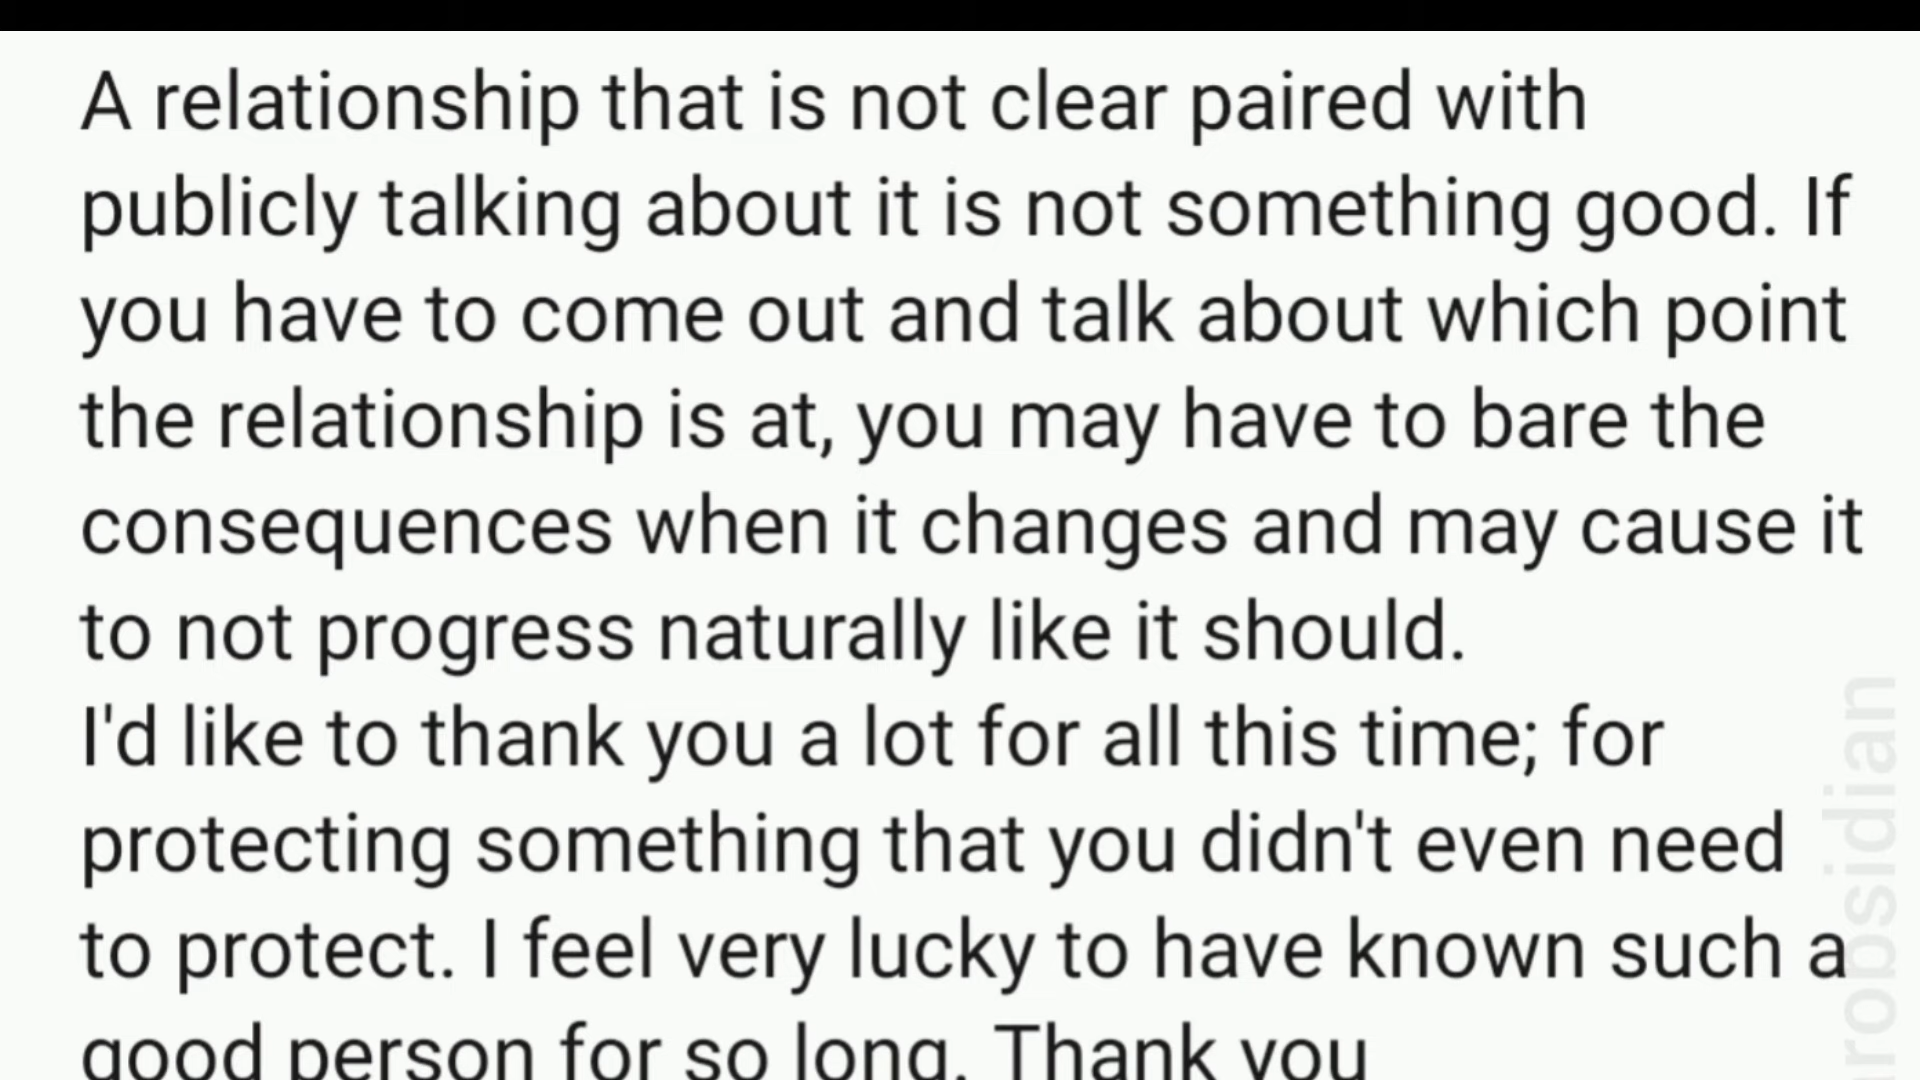 A relationship that is not clear paired with
publicly talking about it is not something good. If
you have to come out and talk about which point
the relationship is at, you may have to bare the
consequences when it changes and may cause it
to not progress naturally like it should.
I'd like to thank you a lot for all this time; for
protecting something that you didn't even need
to protect. I feel very lucky to have known such a
good person for so long. Thank you